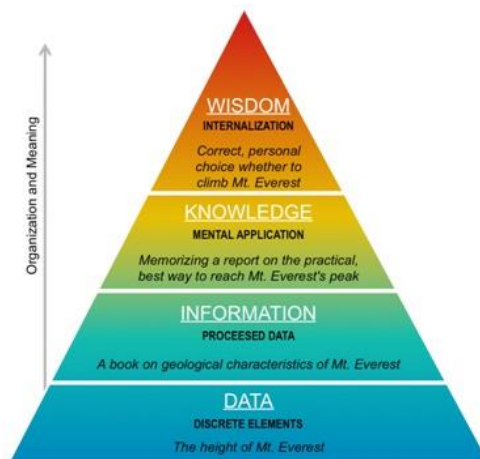 WISDOM
INTERNALIZATION
Correct, personal
choice whether to
climb Mt. Everest
KNOWLEDGE
MENTAL APPLICATION
Memorizing a report on the practical,
best way to reach Mt. Everest's peak
INFORMATION
PROCEESED DATA
A book on geological characteristics of Mt. Everest
DATA
DISCRETE ELEMENTS
The height of Mt. Everest
Organization and Meaning